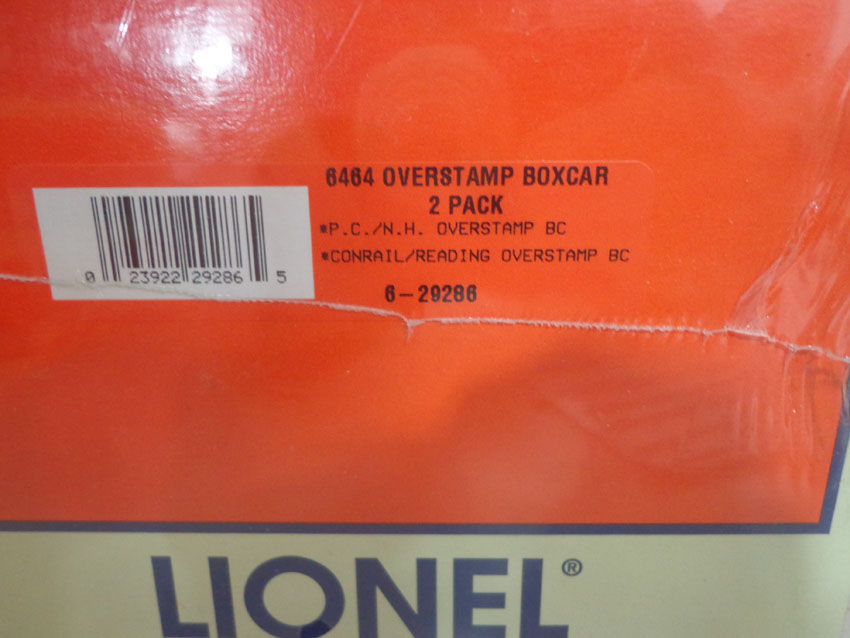 6464 OVERSTAMP BOXCAR
2 PACK
*P.C./N.H. OVERSTAMP BC
*CONRAIL/READING OVERSTAMP BC
6-29286
0 23922 29286 5
LIONEL®